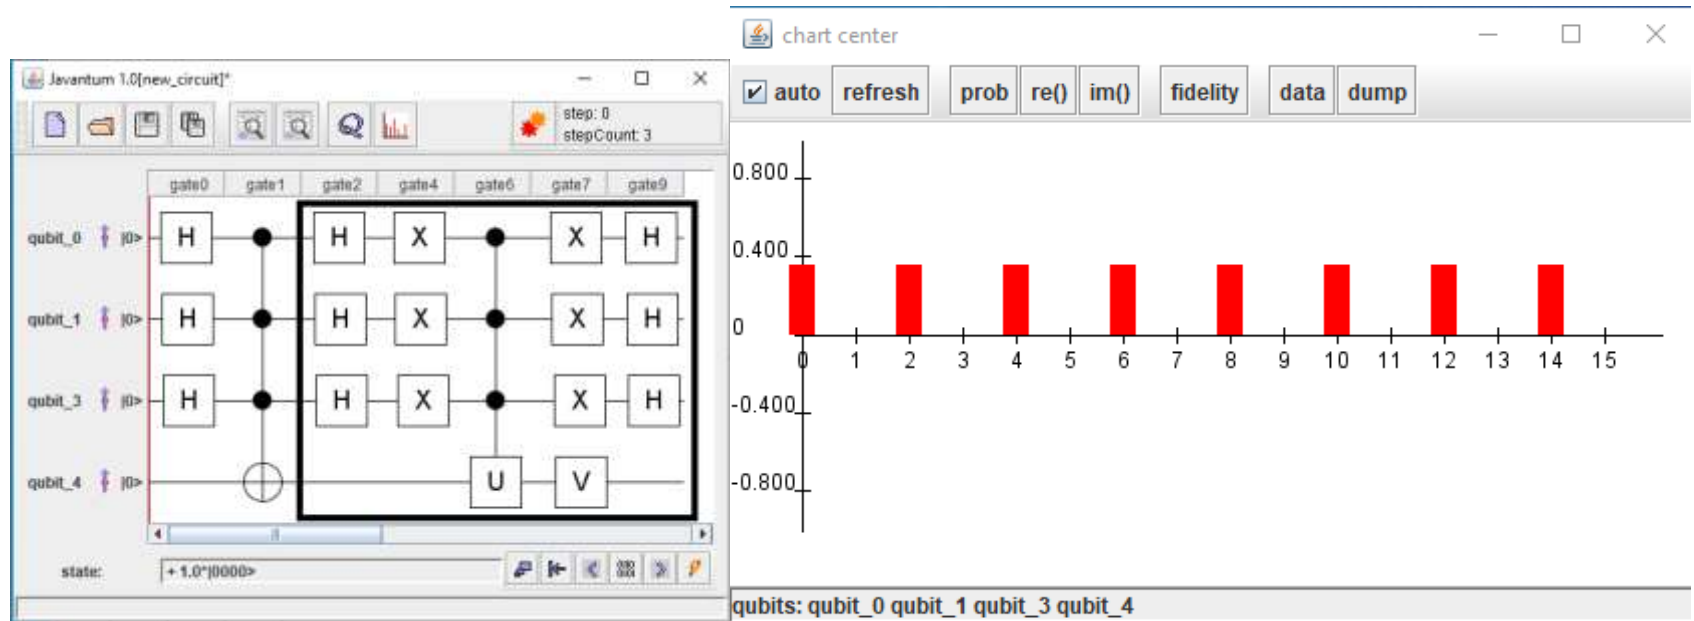 Javantum 1.0[new_circuit]*
step: 0
stepCount: 3
gate0 gate1 gate2 gate4 gate6 gate7 gate9
qubit_0 |0> H H X X H
qubit_1 |0> H H X X H
qubit_3 |0> H H X X H
qubit_4 |0> U V
state: + 1.0*|0000>
chart center
auto refresh prob re() im() fidelity data dump
0.800
0.400
0
0 1 2 3 4 5 6 7 8 9 10 11 12 13 14 15
-0.400
-0.800
qubits: qubit_0 qubit_1 qubit_3 qubit_4